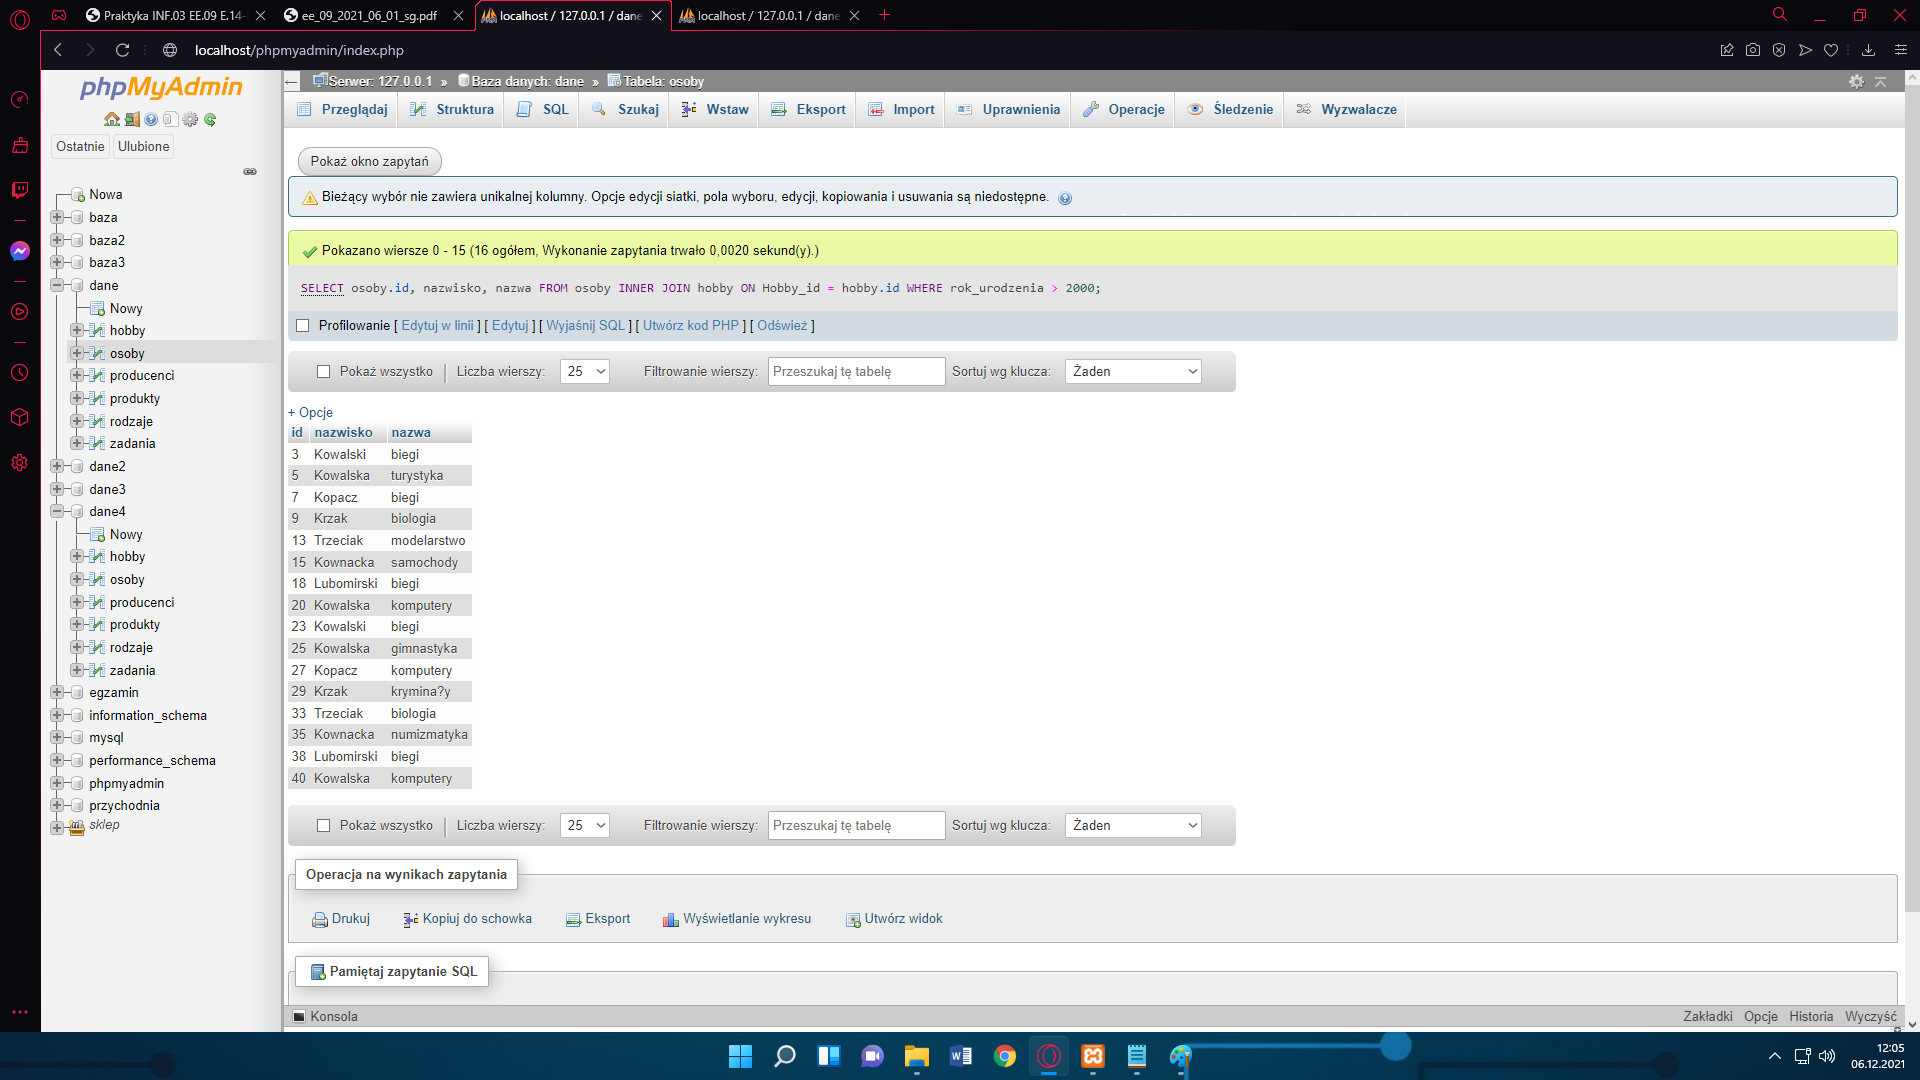 Praktyka INF.03 EE.09 E.14-
ee_09_2021_06_01_sg.pdf
localhost / 127.0.0.1 / dane
localhost / 127.0.0.1 / dane
localhost/phpmyadmin/index.php
phpMyAdmin
Ostatnie
Ulubione
Nowa
baza
baza2
baza3
dane
Nowy
hobby
osoby
producenci
produkty
rodzaje
zadania
dane2
dane3
dane4
Nowy
hobby
osoby
producenci
produkty
rodzaje
zadania
egzamin
information_schema
mysql
performance_schema
phpmyadmin
przychodnia
sklep
Serwer: 127.0.0.1 » Baza danych: dane » Tabela: osoby
Przeglądaj Struktura SQL Szukaj Wstaw Eksport Import Uprawnienia Operacje Śledzenie Wyzwalacze
Pokaż okno zapytań
Bieżący wybór nie zawiera unikalnej kolumny. Opcje edycji siatki, pola wyboru, edycji, kopiowania i usuwania są niedostępne.
Pokazano wiersze 0 - 15 (16 ogółem, Wykonanie zapytania trwało 0,0020 sekund(y).)
SELECT osoby.id, nazwisko, nazwa FROM osoby INNER JOIN hobby ON Hobby_id = hobby.id WHERE rok_urodzenia > 2000;
Profilowanie [ Edytuj w linii ] [ Edytuj ] [ Wyjaśnij SQL ] [ Utwórz kod PHP ] [ Odśwież ]
Pokaż wszystko Liczba wierszy: 25 Filtrowanie wierszy: Przeszukaj tę tabelę Sortuj wg klucza: Żaden
+ Opcje
id nazwisko nazwa
3 Kowalski biegi
5 Kowalska turystyka
7 Kopacz biegi
9 Krzak biologia
13 Trzeciak modelarstwo
15 Kownacka samochody
18 Lubomirski biegi
20 Kowalska komputery
23 Kowalski biegi
25 Kowalska gimnastyka
27 Kopacz komputery
29 Krzak krymina?y
33 Trzeciak biologia
35 Kownacka numizmatyka
38 Lubomirski biegi
40 Kowalska komputery
Pokaż wszystko Liczba wierszy: 25 Filtrowanie wierszy: Przeszukaj tę tabelę Sortuj wg klucza: Żaden
Operacja na wynikach zapytania
Drukuj Kopiuj do schowka Eksport Wyświetlanie wykresu Utwórz widok
Pamiętaj zapytanie SQL
Konsola
Zakładki Opcje Historia Wyczyść
12:05
06.12.2021